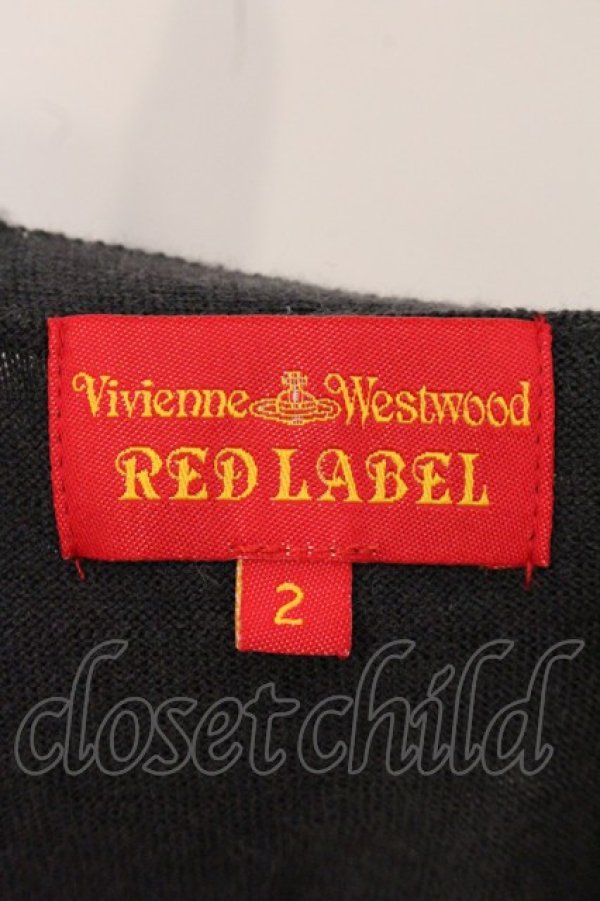 Vivienne Westwood
RED LABEL
2
closetchild